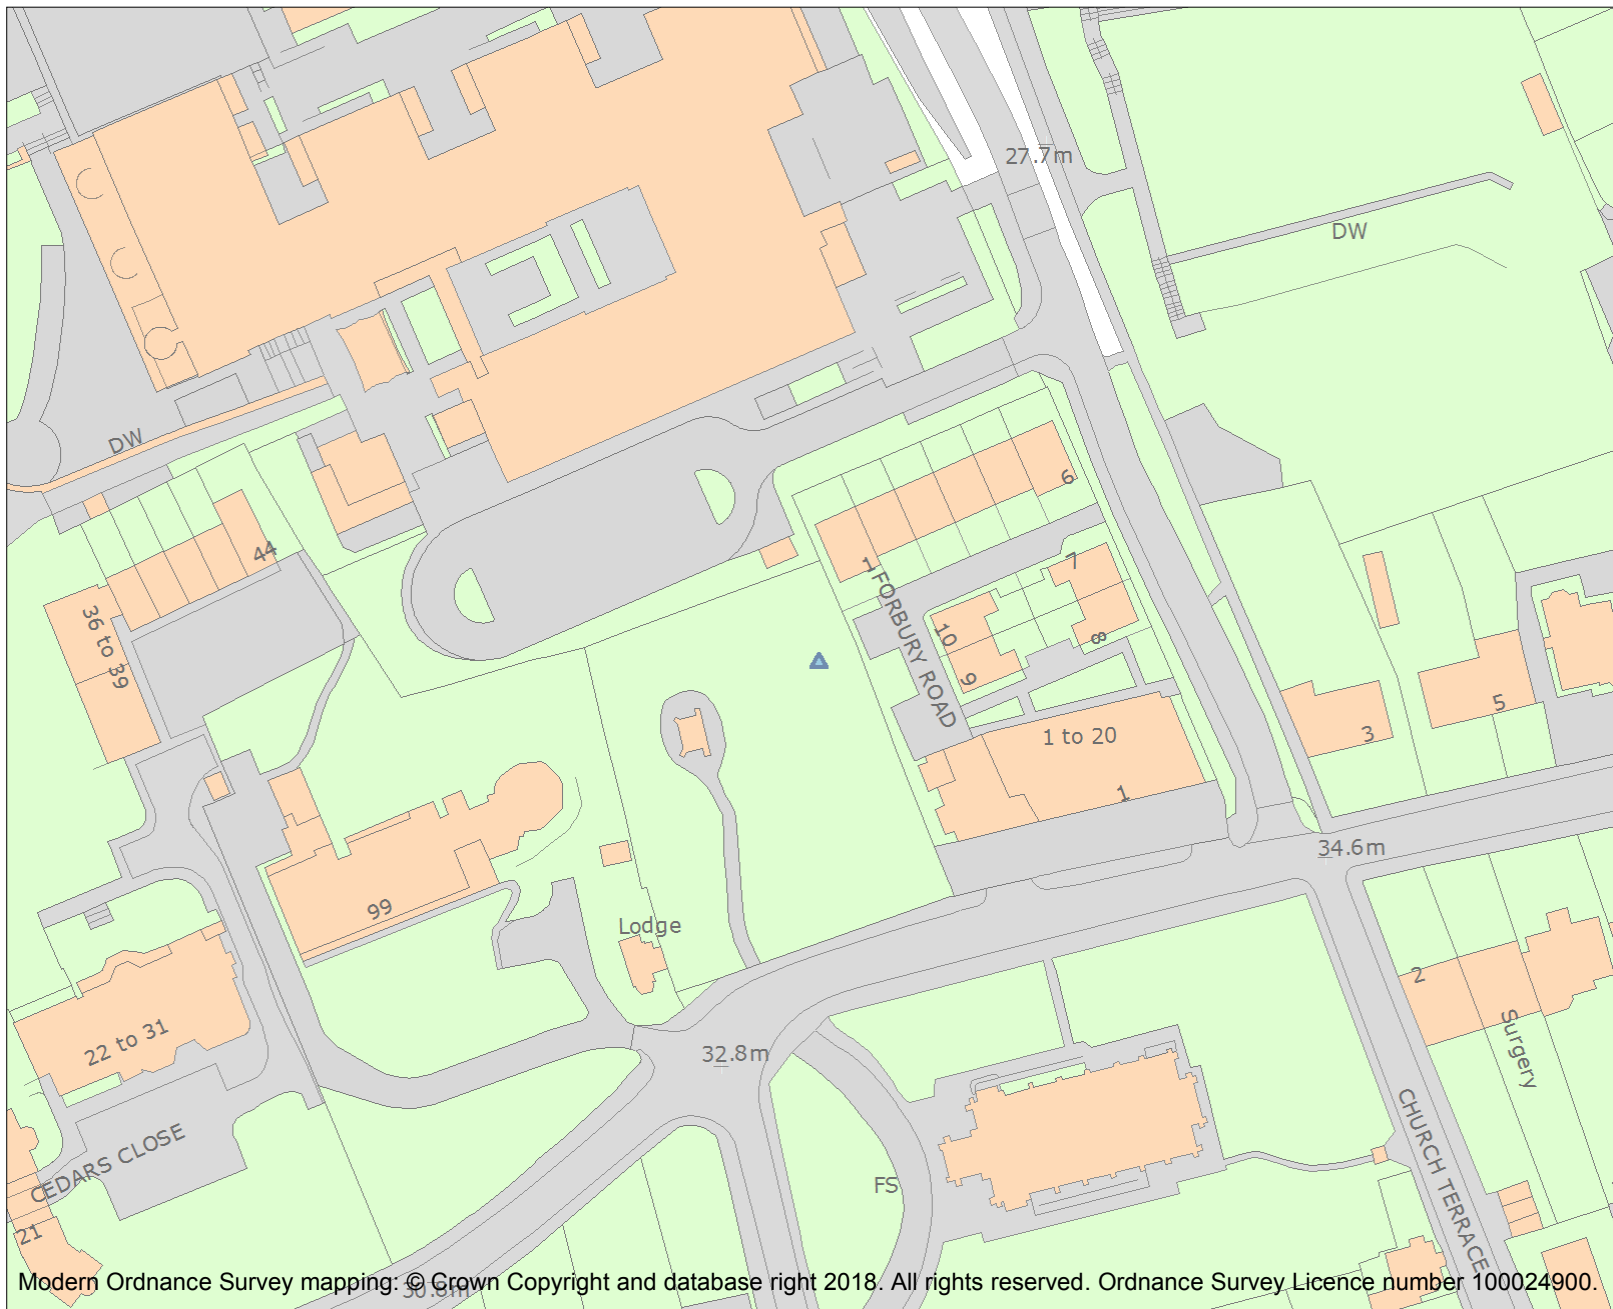 27.7m
DW
DW
6
44
1
7
36 to 39
FORBURY ROAD
10
8
9
1 to 20
3
5
1
34.6m
99
Lodge
2
22 to 31
Surgery
32.8m
CEDARS CLOSE
CHURCH TERRACE
FS
21
30.8m
Modern Ordnance Survey mapping: © Crown Copyright and database right 2018. All rights reserved. Ordnance Survey Licence number 100024900.